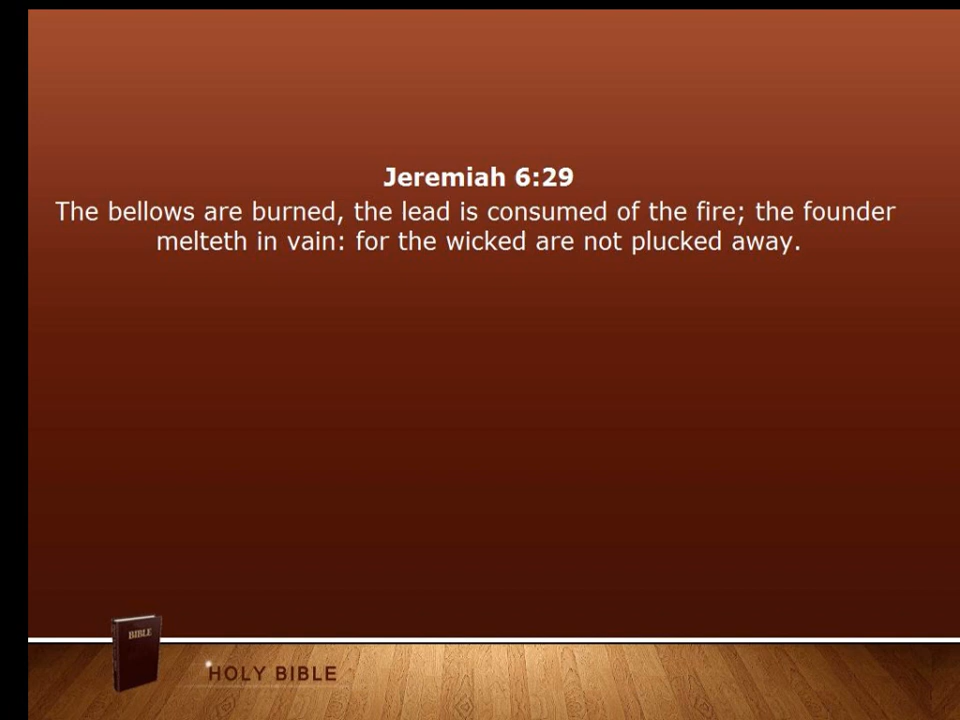 Jeremiah 6:29
The bellows are burned, the lead is consumed of the fire; the founder
melteth in vain: for the wicked are not plucked away.
BIBLE
HOLY BIBLE